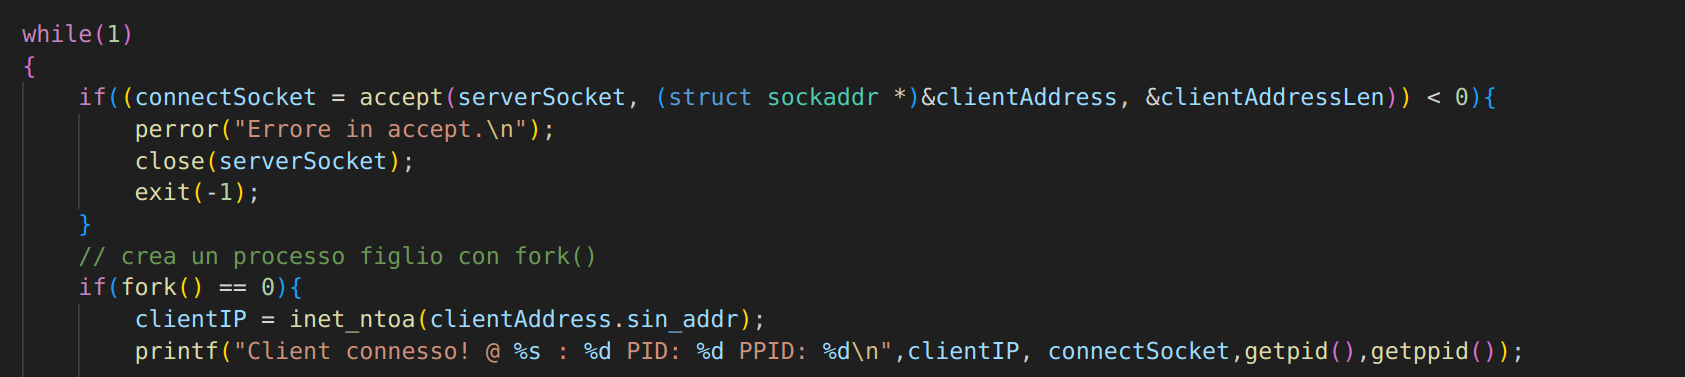 while(1)
{
if((connectSocket = accept(serverSocket, (struct sockaddr *)&clientAddress, &clientAddressLen)) < 0){
perror("Errore in accept.\n");
close(serverSocket);
exit(-1);
}
// crea un processo figlio con fork()
if(fork() == 0){
clientIP = inet_ntoa(clientAddress.sin_addr);
printf("Client connesso! @ %s : %d PID: %d PPID: %d\n",clientIP, connectSocket,getpid(),getppid());